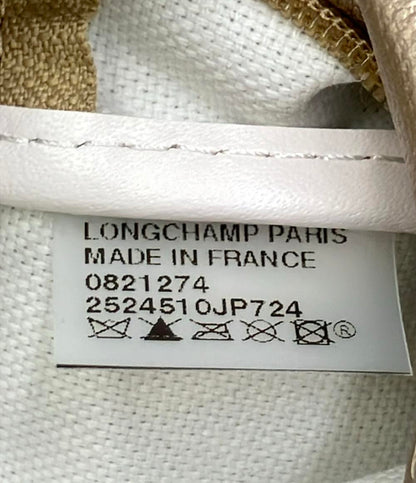 LONGCHAMP PARIS
MADE IN FRANCE
0821274
2524510JP724
®